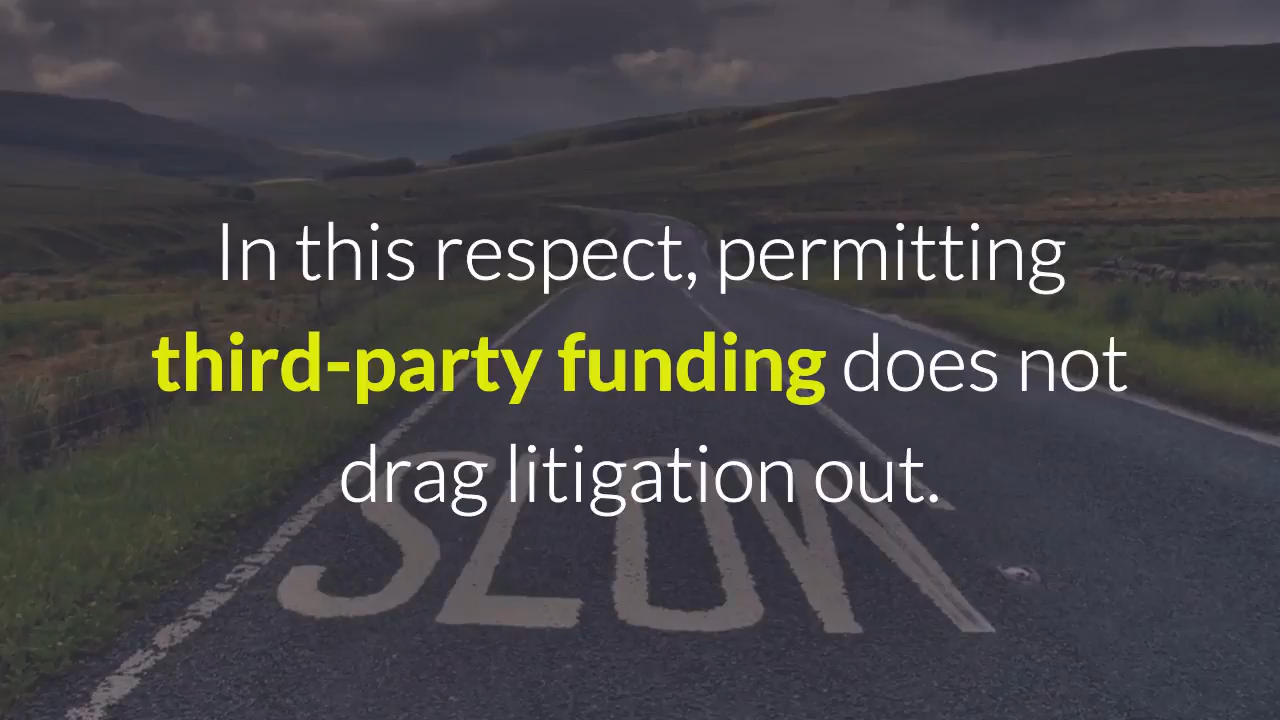 In this respect, permitting
third-party funding does not
drag litigation out.
SLOW